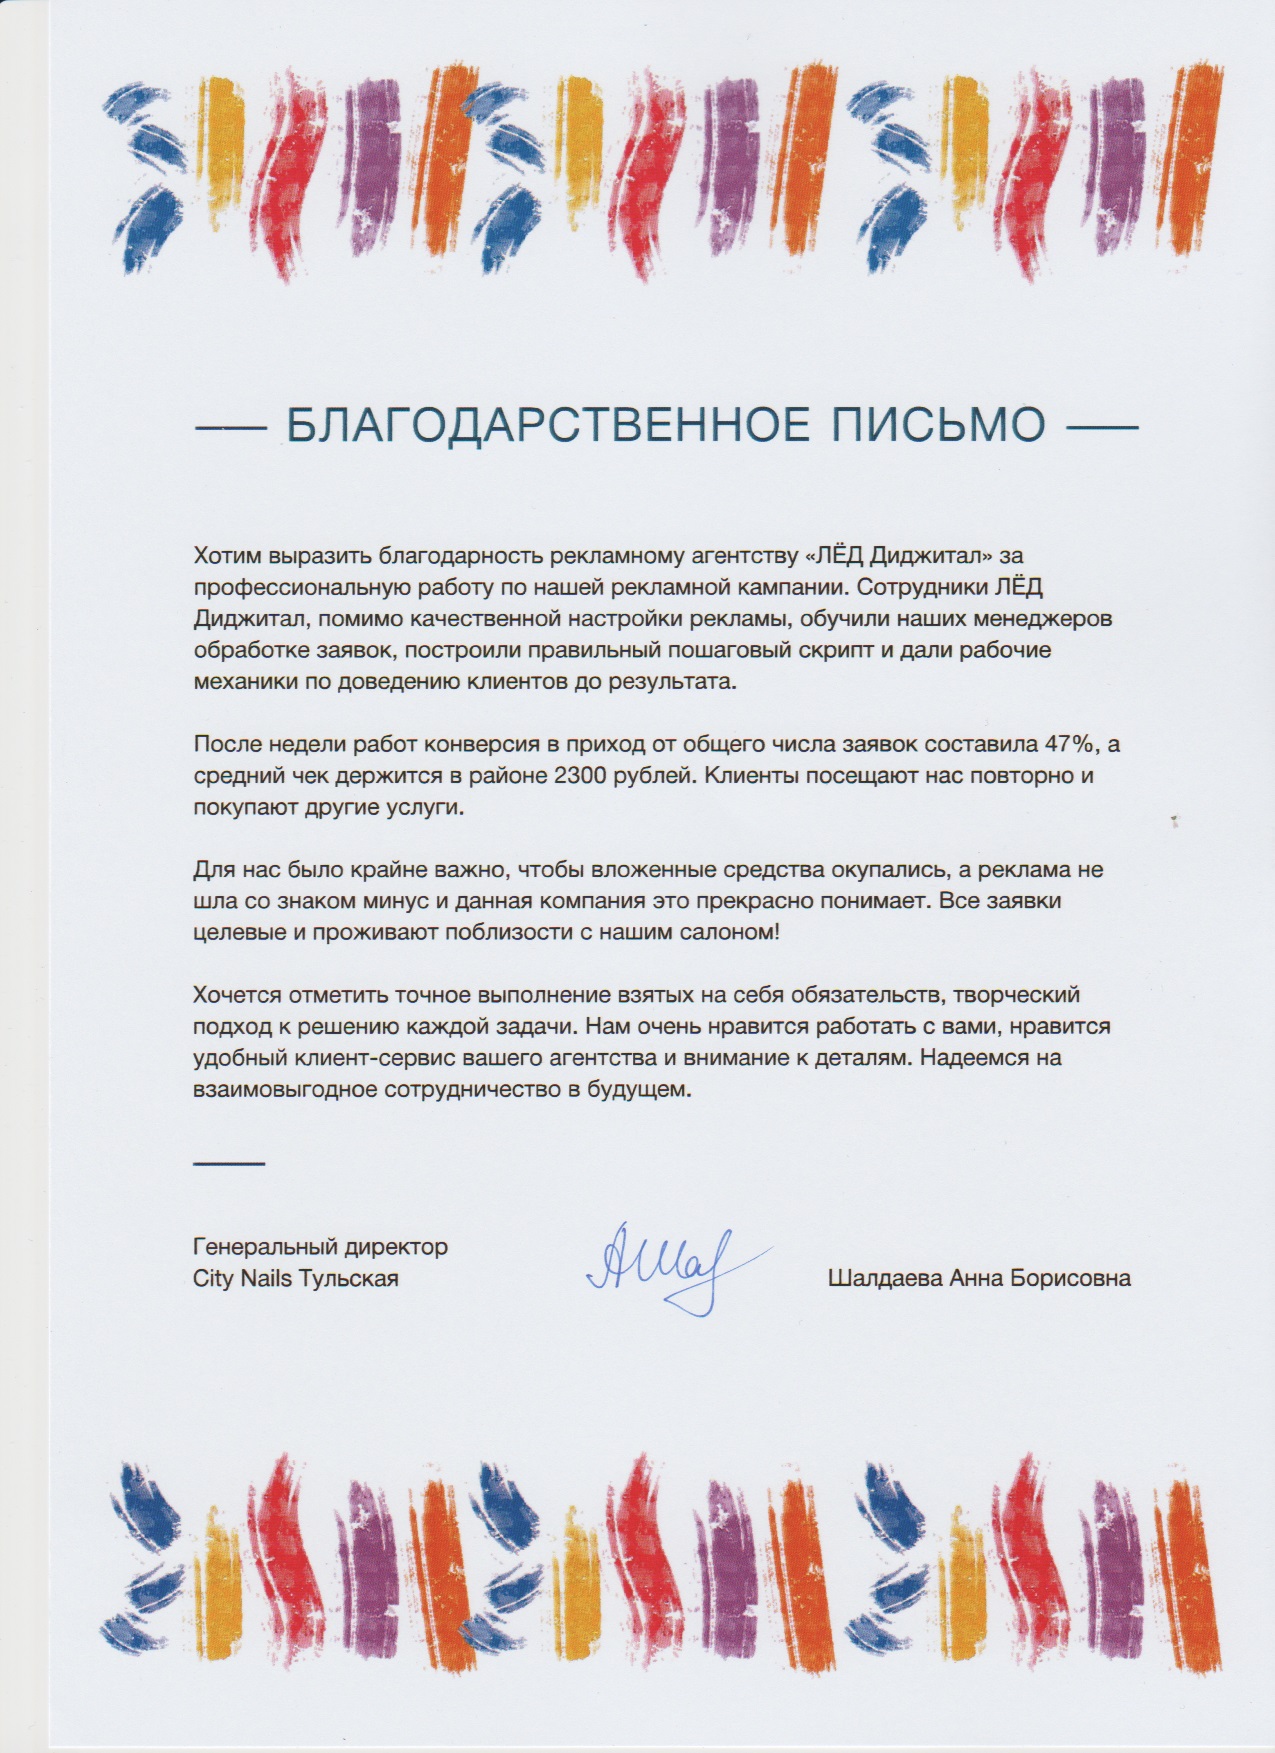 БЛАГОДАРСТВЕННОЕ ПИСЬМО
Хотим выразить благодарность рекламному агентству «ЛЁД Диджитал» за
профессиональную работу по нашей рекламной кампании. Сотрудники ЛЁД
Диджитал, помимо качественной настройки рекламы, обучили наших менеджеров
обработке заявок, построили правильный пошаговый скрипт и дали рабочие
механики по доведению клиентов до результата.
После недели работ конверсия в приход от общего числа заявок составила 47%, а
средний чек держится в районе 2300 рублей. Клиенты посещают нас повторно и
покупают другие услуги.
Для нас было крайне важно, чтобы вложенные средства окупались, а реклама не
шла со знаком минус и данная компания это прекрасно понимает. Все заявки
целевые и проживают поблизости с нашим салоном!
Хочется отметить точное выполнение взятых на себя обязательств, творческий
подход к решению каждой задачи. Нам очень нравится работать с вами, нравится
удобный клиент-сервис вашего агентства и внимание к деталям. Надеемся на
взаимовыгодное сотрудничество в будущем.
Генеральный директор
City Nails Тульская
Шалдаева Анна Борисовна